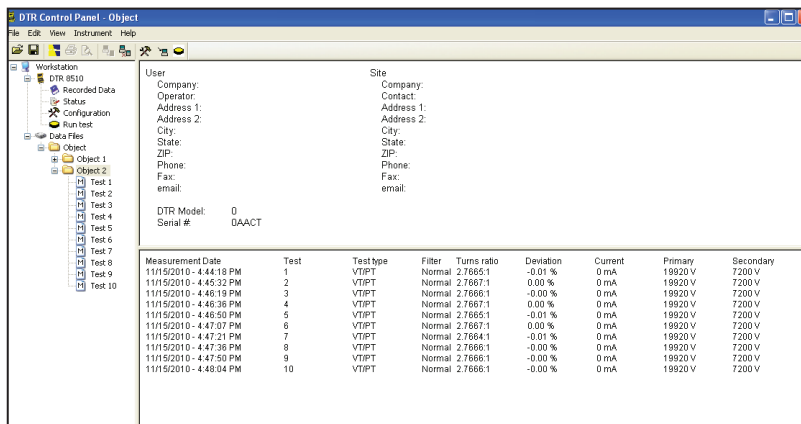 DTR Control Panel - Object
File Edit View Instrument Help
Workstation
DTR 8510
Recorded Data
Status
Configuration
Run test
Data Files
Object
Object 1
Object 2
Test 1
Test 2
Test 3
Test 4
Test 5
Test 6
Test 7
Test 8
Test 9
Test 10
User Site
Company: Company:
Operator: Contact:
Address 1: Address 1:
Address 2: Address 2:
City: City:
State: State:
ZIP: ZIP:
Phone: Phone:
Fax: Fax:
email: email:
DTR Model: 0
Serial #: 0AACT
Measurement Date Test Test type Filter Turns ratio Deviation Current Primary Secondary
11/15/2010 - 4:44:18 PM 1 VT/PT Normal 2.7665:1 -0.01 % 0 mA 19920 V 7200 V
11/15/2010 - 4:45:32 PM 2 VT/PT Normal 2.7667:1 0.00 % 0 mA 19920 V 7200 V
11/15/2010 - 4:46:19 PM 3 VT/PT Normal 2.7666:1 -0.00 % 0 mA 19920 V 7200 V
11/15/2010 - 4:46:36 PM 4 VT/PT Normal 2.7667:1 0.00 % 0 mA 19920 V 7200 V
11/15/2010 - 4:46:50 PM 5 VT/PT Normal 2.7665:1 -0.01 % 0 mA 19920 V 7200 V
11/15/2010 - 4:47:07 PM 6 VT/PT Normal 2.7667:1 0.00 % 0 mA 19920 V 7200 V
11/15/2010 - 4:47:21 PM 7 VT/PT Normal 2.7664:1 -0.01 % 0 mA 19920 V 7200 V
11/15/2010 - 4:47:36 PM 8 VT/PT Normal 2.7666:1 -0.00 % 0 mA 19920 V 7200 V
11/15/2010 - 4:47:50 PM 9 VT/PT Normal 2.7666:1 -0.00 % 0 mA 19920 V 7200 V
11/15/2010 - 4:48:04 PM 10 VT/PT Normal 2.7666:1 -0.00 % 0 mA 19920 V 7200 V